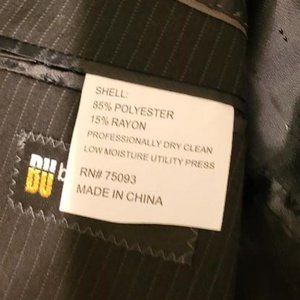 SHELL:
85% POLYESTER
15% RAYON
PROFESSIONALLY DRY CLEAN
LOW MOISTURE UTILITY PRESS
RN# 75093
MADE IN CHINA
BU
b